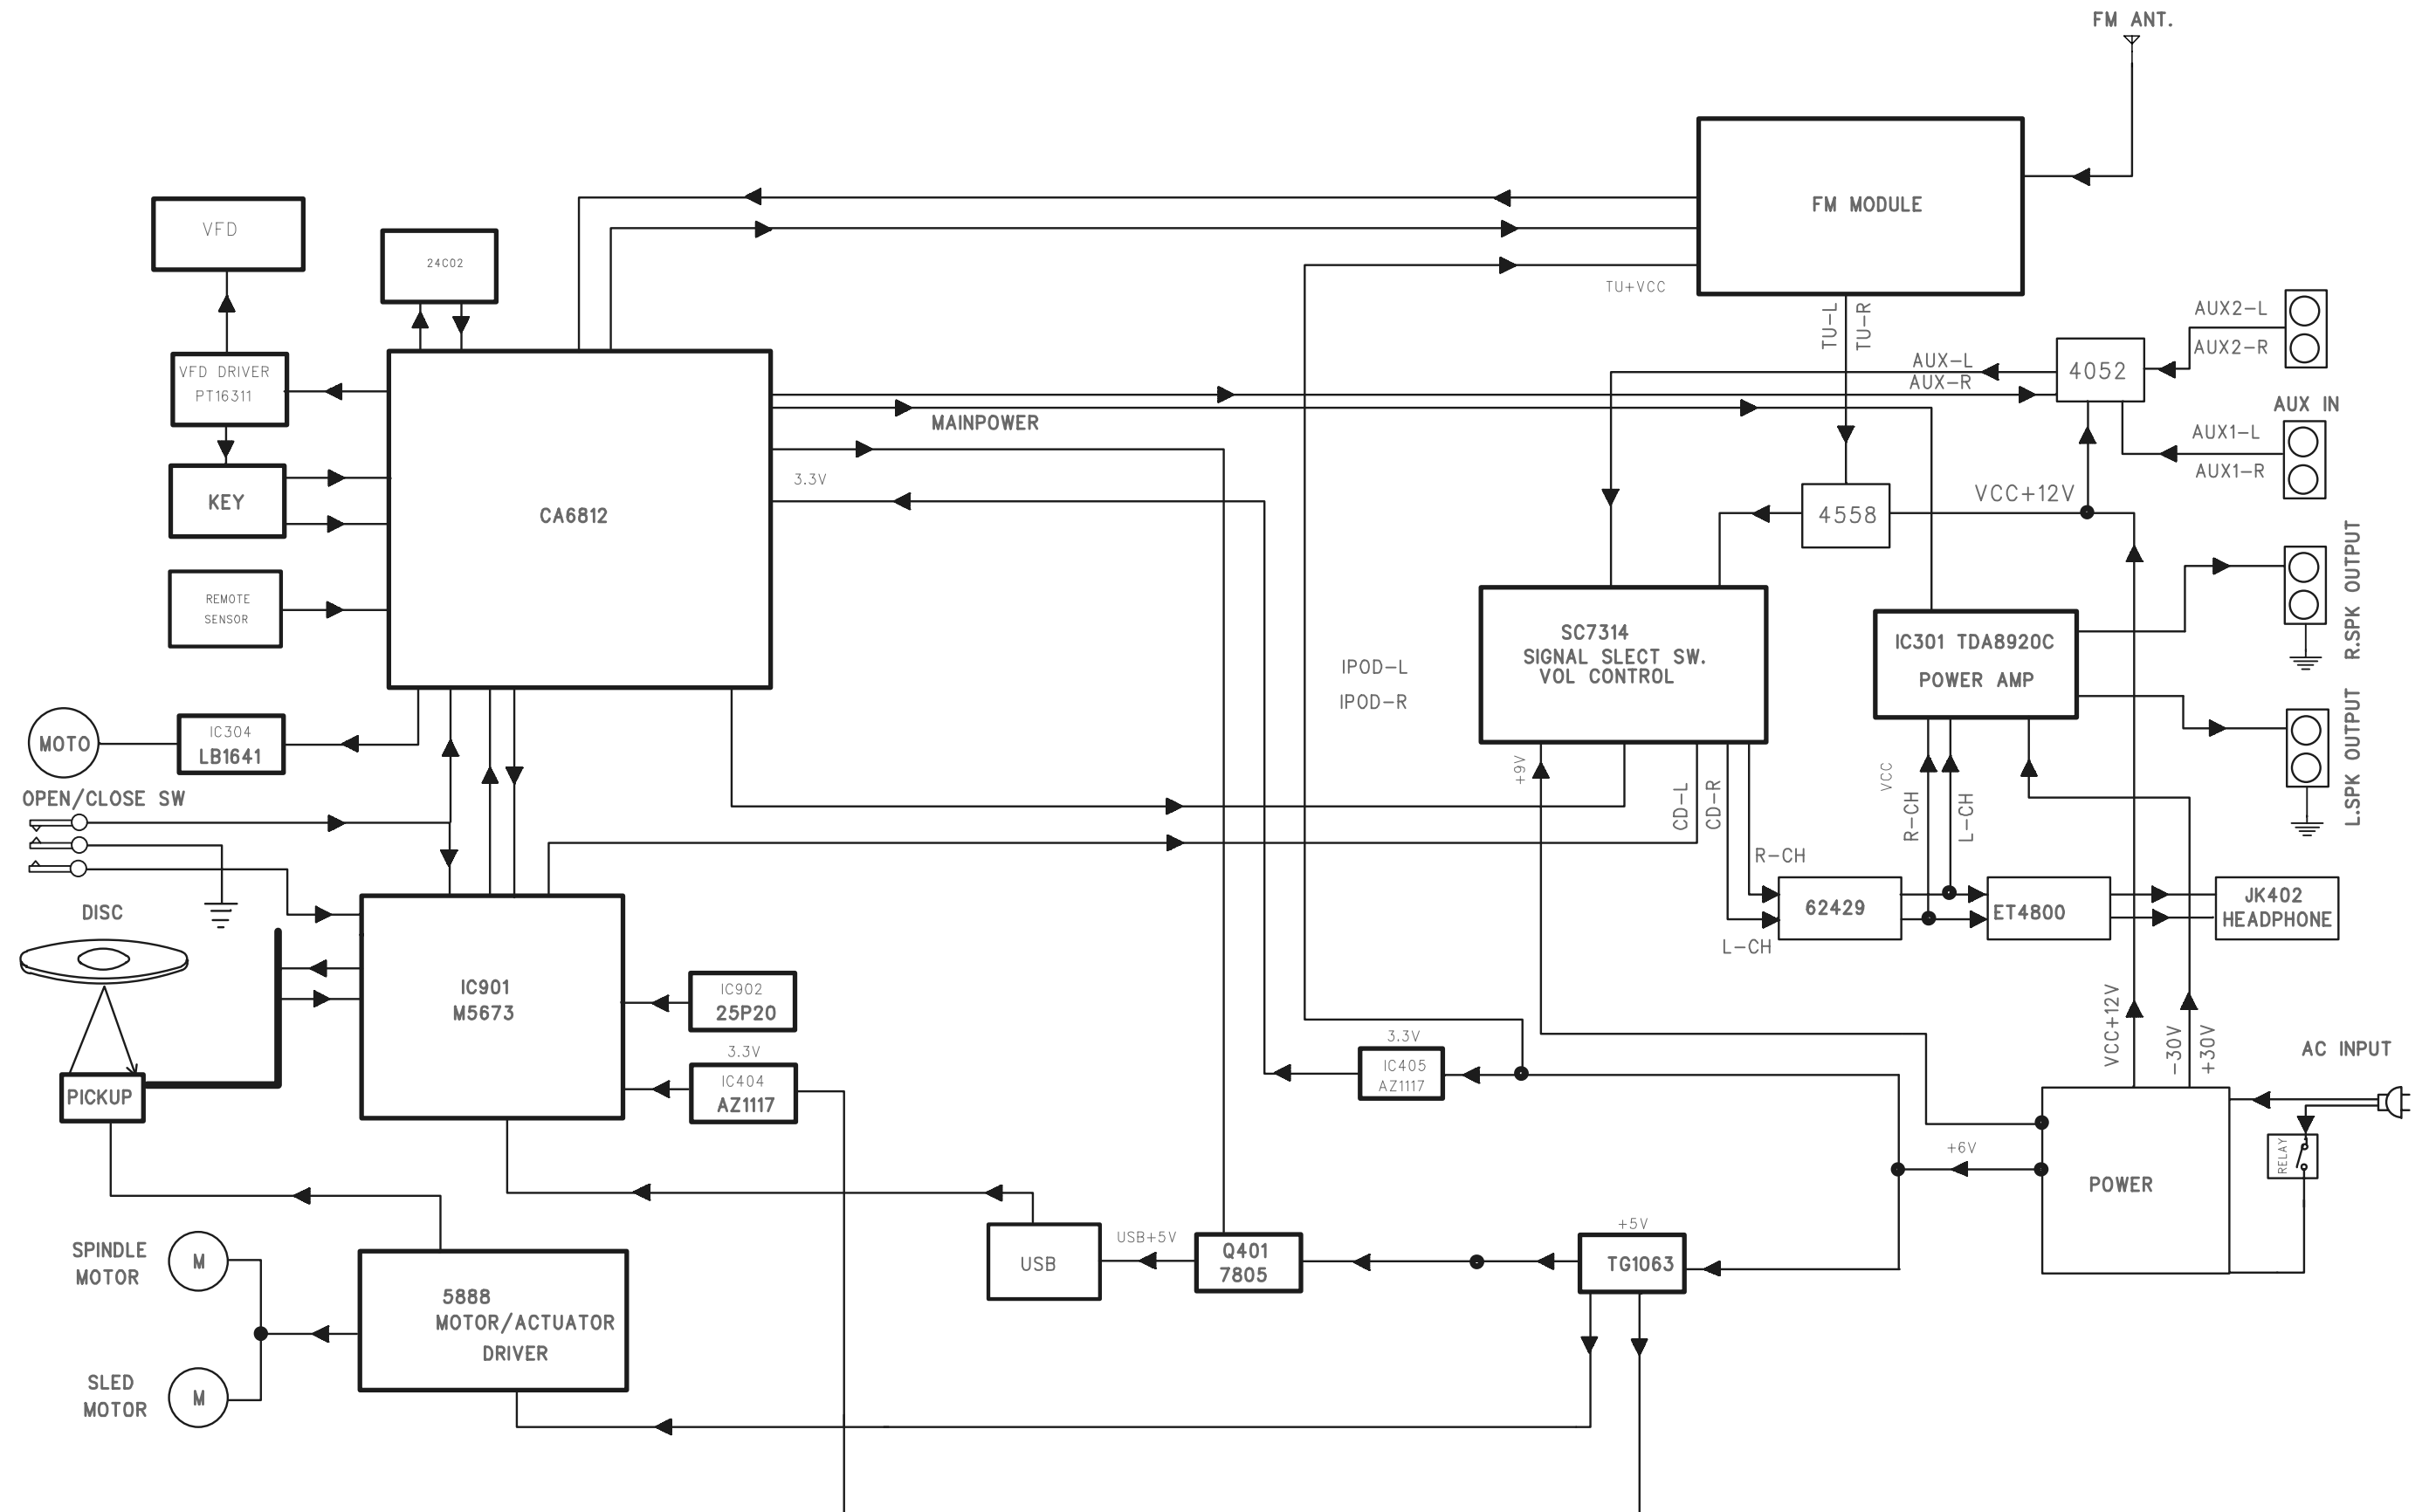 FM ANT.
FM MODULE
VFD
24C02
TU+VCC
TU-L
TU-R
AUX2-L
AUX2-R
VFD DRIVER
PT16311
AUX-L
AUX-R
4052
AUX IN
MAINPOWER
AUX1-L
AUX1-R
3.3V
KEY
CA6812
VCC+12V
4558
REMOTE
SENSOR
R.SPK OUTPUT
SC7314
SIGNAL SLECT SW.
VOL CONTROL
IC301 TDA8920C
POWER AMP
IPOD-L
IPOD-R
MOTO
IC304
LB1641
L.SPK OUTPUT
OPEN/CLOSE SW
+9V
CD-L
CD-R
VCC
R-CH
L-CH
R-CH
L-CH
62429
ET4800
JK402
HEADPHONE
DISC
IC901
M5673
IC902
25P20
3.3V
IC404
AZ1117
3.3V
IC405
AZ1117
VCC+12V
-30V
+30V
AC INPUT
PICKUP
RELAY
+6V
POWER
USB
USB+5V
Q401
7805
+5V
TG1063
SPINDLE
MOTOR
M
5888
MOTOR/ACTUATOR
DRIVER
SLED
MOTOR
M